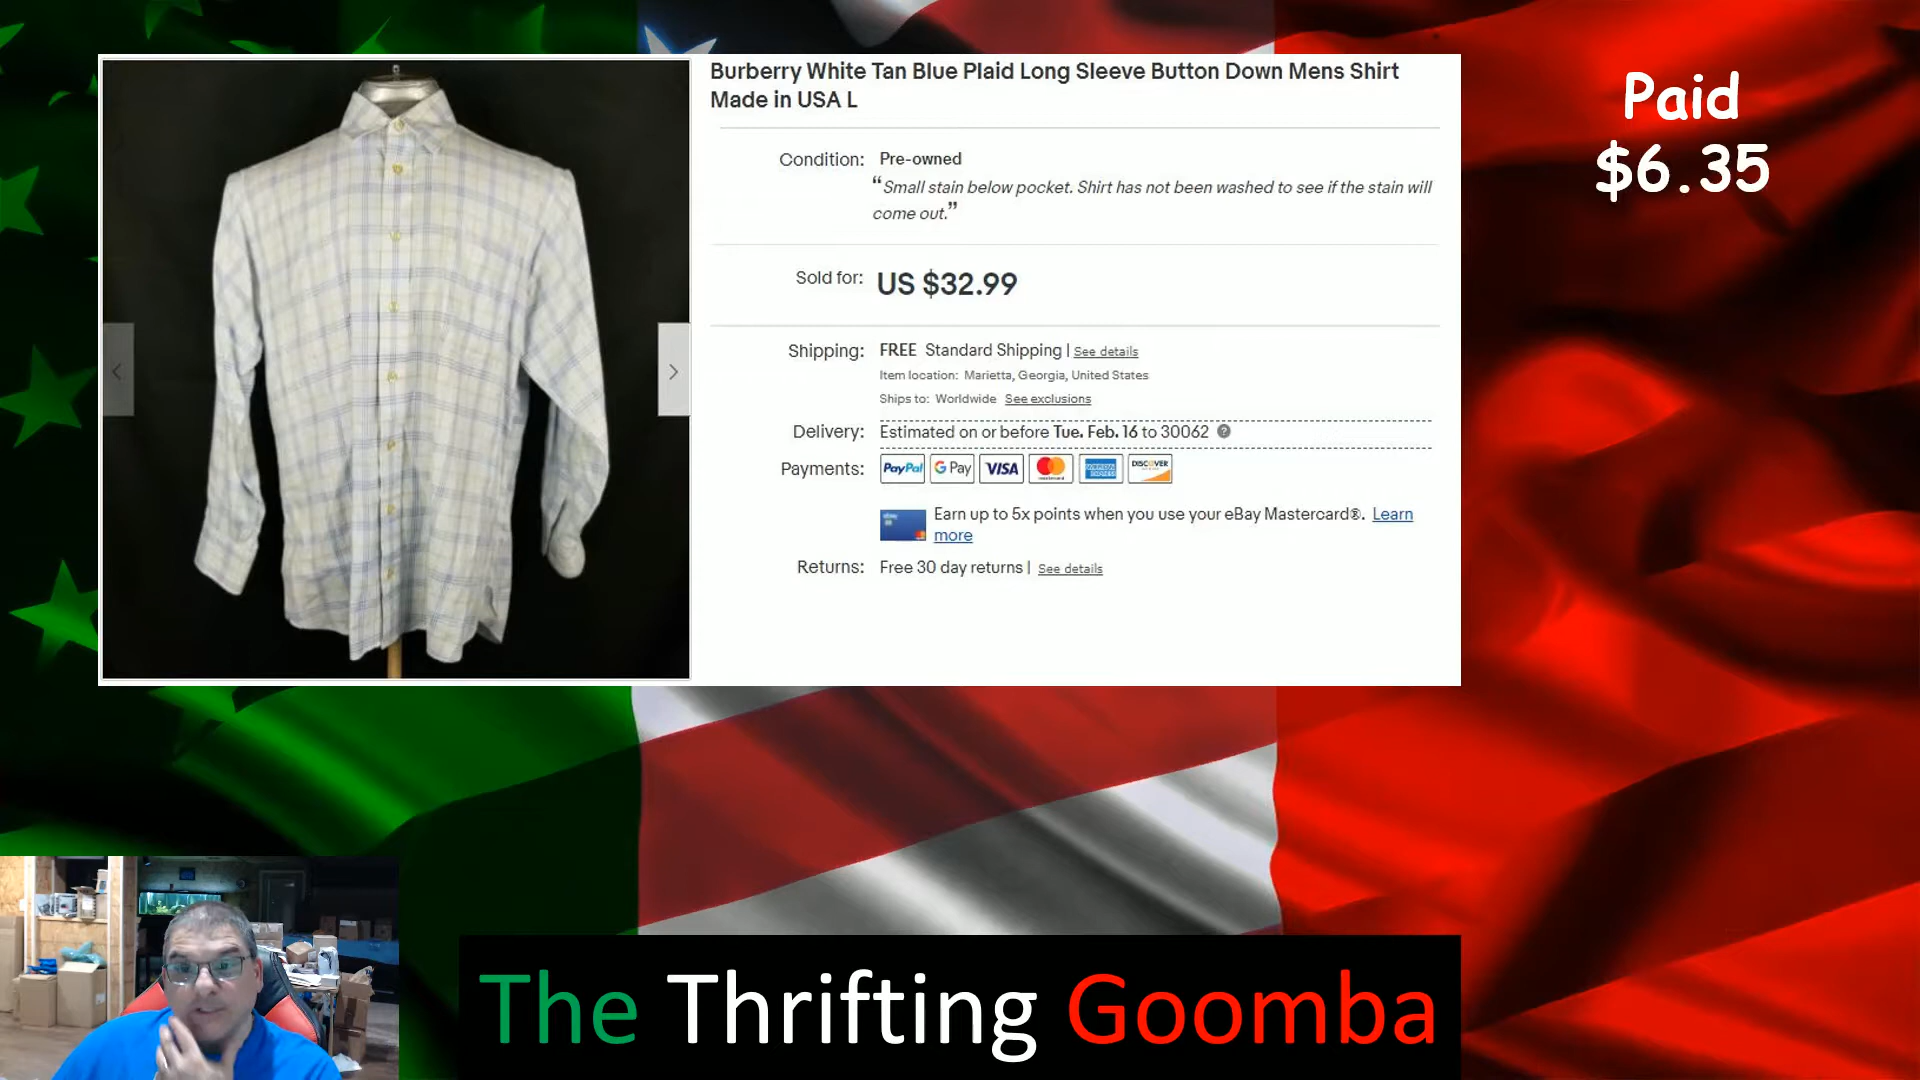 Burberry White Tan Blue Plaid Long Sleeve Button Down Mens Shirt
Made in USA L
Condition: Pre-owned
“Small stain below pocket. Shirt has not been washed to see if the stain will
come out.”
Sold for: US $32.99
Shipping: FREE Standard Shipping | See details
Item location: Marietta, Georgia, United States
Ships to: Worldwide See exclusions
Delivery: Estimated on or before Tue. Feb. 16 to 30062 ?
Payments: PayPal G Pay VISA mastercard AMERICAN EXPRESS DISCOVER
Earn up to 5x points when you use your eBay Mastercard®. Learn
more
Returns: Free 30 day returns | See details
Paid
$6.35
The Thrifting Goomba